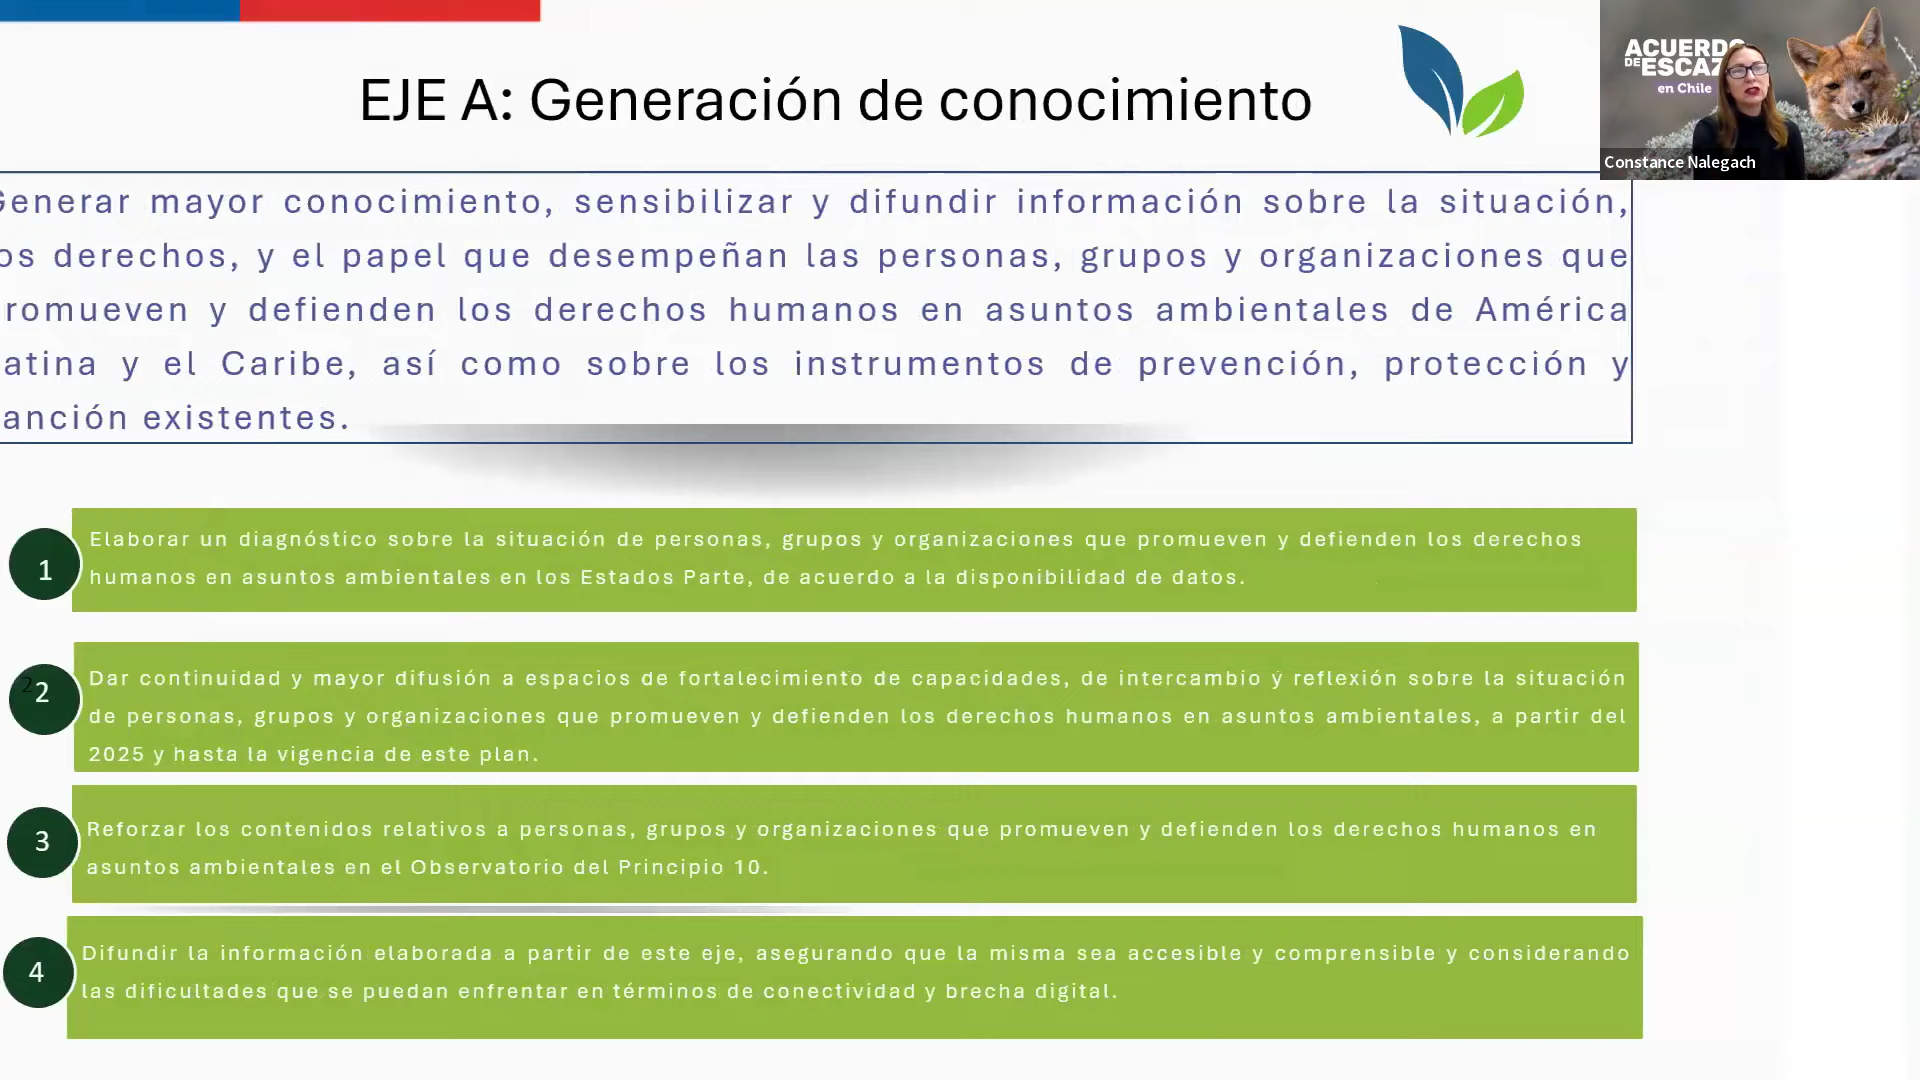 EJE A: Generación de conocimiento
ACUERDO
DE ESCAZ
en Chile
Constance Nalegach
Generar mayor conocimiento, sensibilizar y difundir información sobre la situación,
os derechos, y el papel que desempeñan las personas, grupos y organizaciones que
romueven y defienden los derechos humanos en asuntos ambientales de América
atina y el Caribe, así como sobre los instrumentos de prevención, protección y
anción existentes.
1
Elaborar un diagnóstico sobre la situación de personas, grupos y organizaciones que promueven y defienden los derechos
humanos en asuntos ambientales en los Estados Parte, de acuerdo a la disponibilidad de datos.
2 2
Dar continuidad y mayor difusión a espacios de fortalecimiento de capacidades, de intercambio y reflexión sobre la situación
de personas, grupos y organizaciones que promueven y defienden los derechos humanos en asuntos ambientales, a partir del
2025 y hasta la vigencia de este plan.
3
Reforzar los contenidos relativos a personas, grupos y organizaciones que promueven y defienden los derechos humanos en
asuntos ambientales en el Observatorio del Principio 10.
4
Difundir la información elaborada a partir de este eje, asegurando que la misma sea accesible y comprensible y considerando
las dificultades que se puedan enfrentar en términos de conectividad y brecha digital.